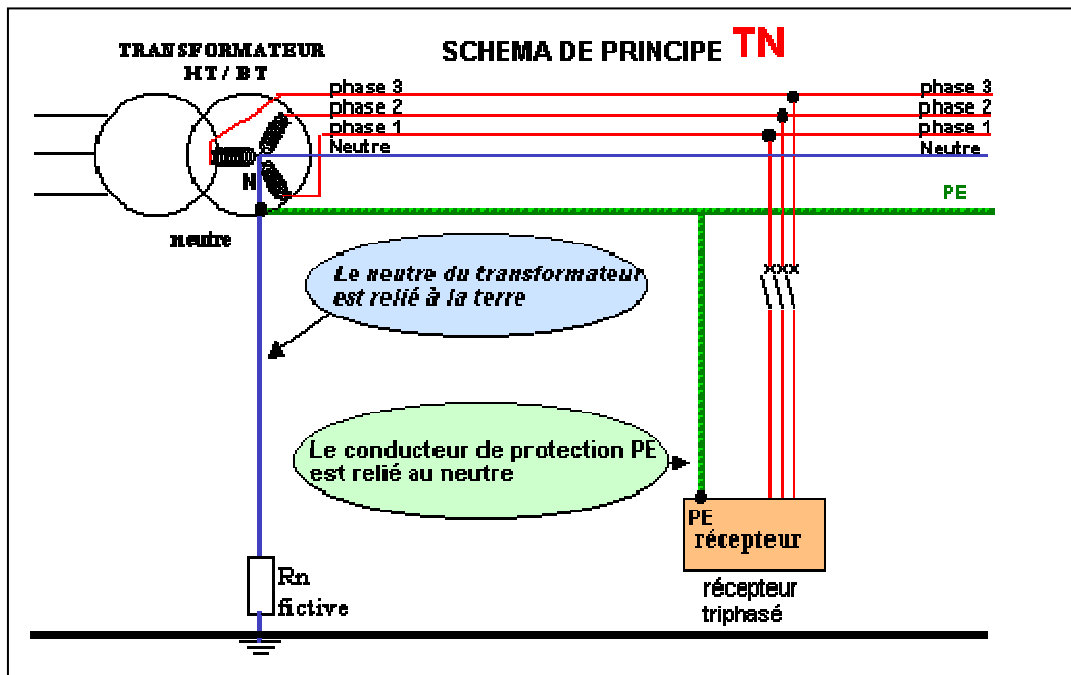 TRANSFORMATEUR
HT/BT
SCHEMA DE PRINCIPE TN
phase 3
phase 2
phase 1
Neutre
phase 3
phase 2
phase 1
Neutre
N
PE
neutre
Le neutre du transformateur
est relié à la terre
Le conducteur de protection PE
est relié au neutre
PE
récepteur
récepteur
triphasé
Rn
fictive